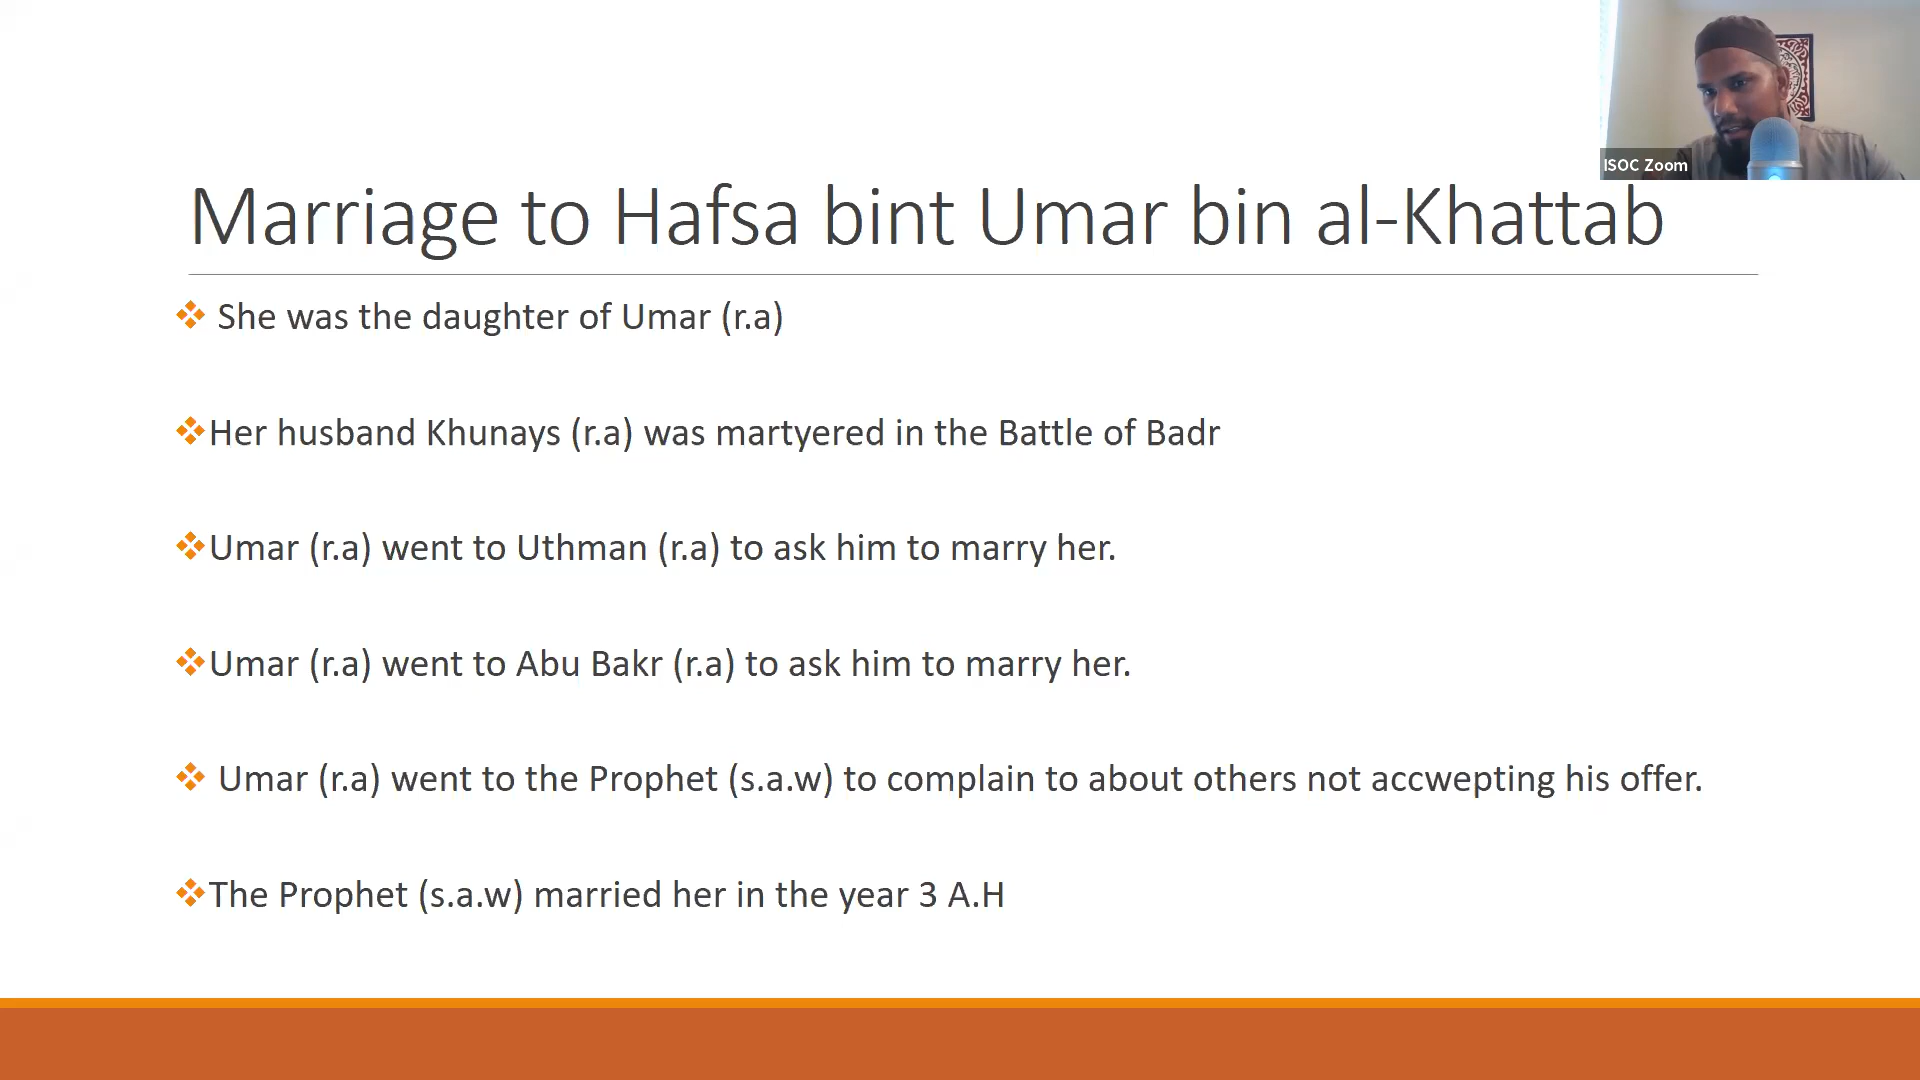 ISOC Zoom
Marriage to Hafsa bint Umar bin al-Khattab
She was the daughter of Umar (r.a)
Her husband Khunays (r.a) was martyered in the Battle of Badr
Umar (r.a) went to Uthman (r.a) to ask him to marry her.
Umar (r.a) went to Abu Bakr (r.a) to ask him to marry her.
Umar (r.a) went to the Prophet (s.a.w) to complain to about others not accwepting his offer.
The Prophet (s.a.w) married her in the year 3 A.H